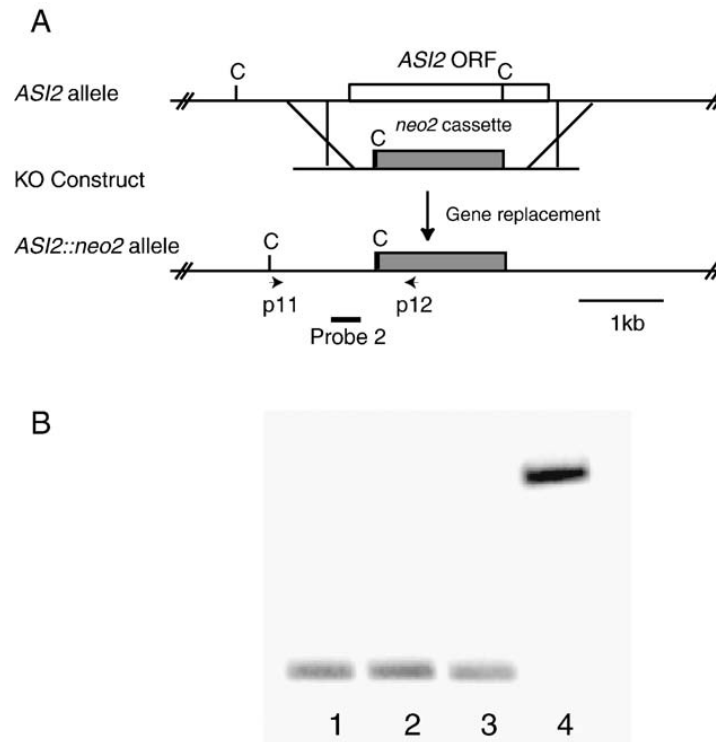 A
ASI2 ORF
C
C
ASI2 allele
neo2 cassette
C
KO Construct
Gene replacement
ASI2::neo2 allele
C
C
p11
p12
Probe 2
1kb
B
1 2 3 4